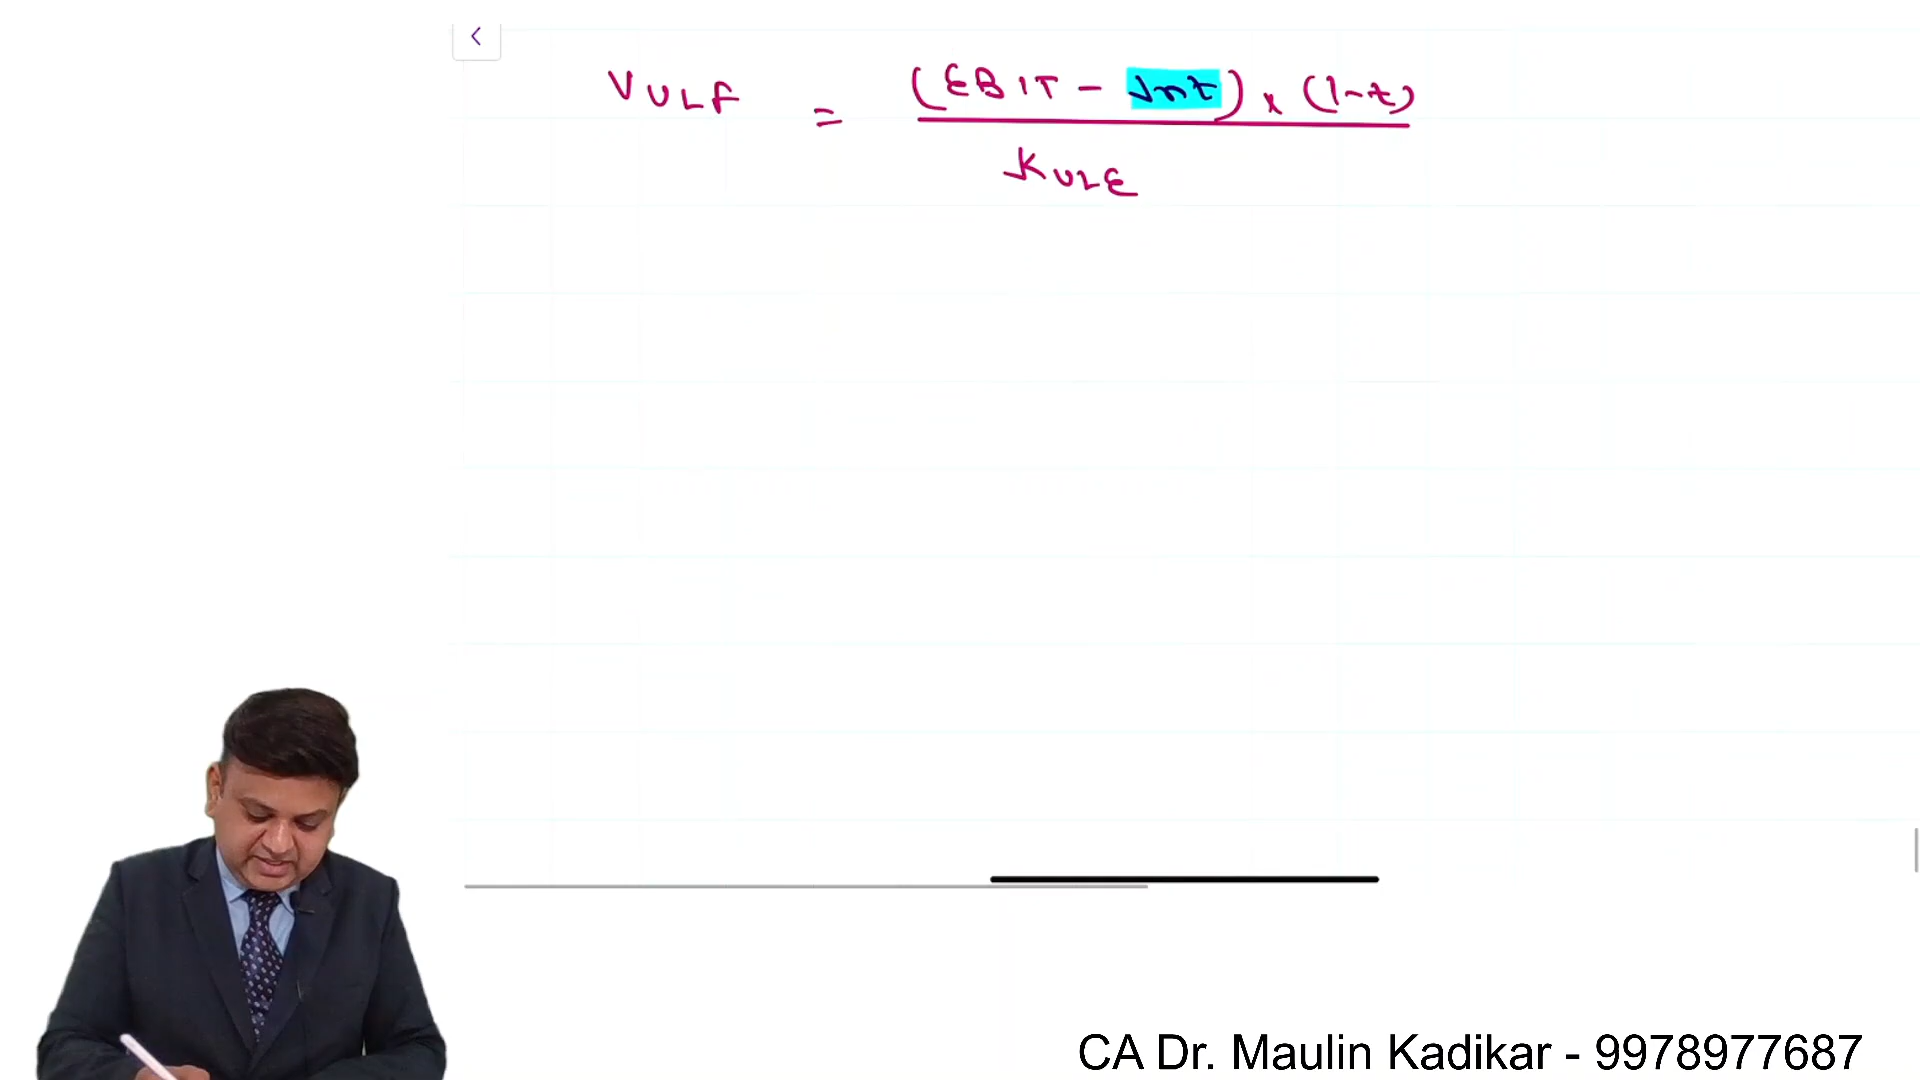 VULF = (EBIT - Int) x (1-t)
KULE
CA Dr. Maulin Kadikar - 9978977687